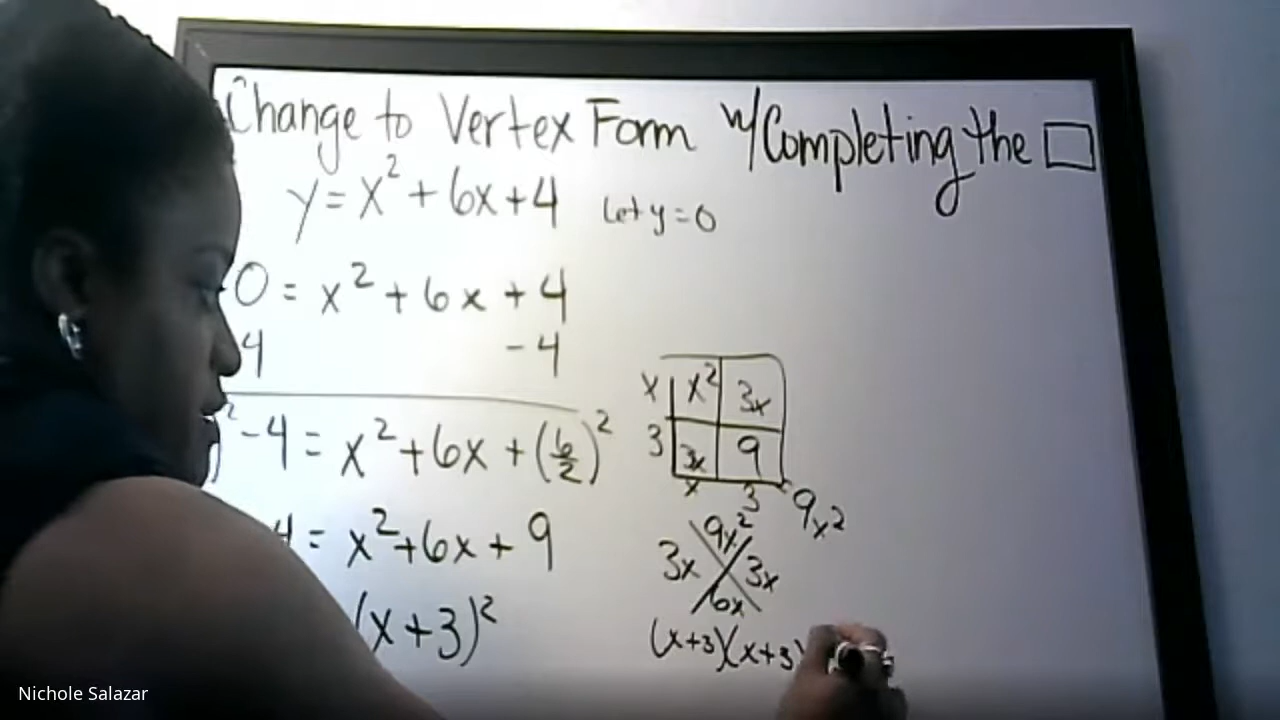 Change to Vertex Form w/Completing the □
y = x² + 6x + 4 let y = 0
0 = x² + 6x + 4
4 - 4
² - 4 = x² + 6x + (6/2)²
4 = x² + 6x + 9
(x + 3)²
x x² 3x
3 3x 9
x 3 9x²
9x²
3x 3x
6x
(x+3)(x+3)
Nichole Salazar